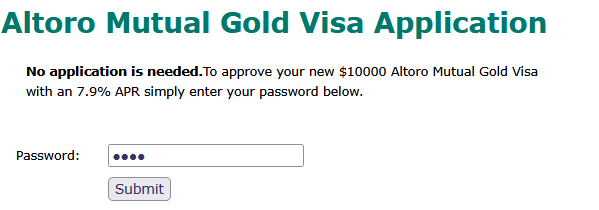 Altoro Mutual Gold Visa Application
No application is needed.To approve your new $10000 Altoro Mutual Gold Visa
with an 7.9% APR simply enter your password below.
Password: ••••
Submit